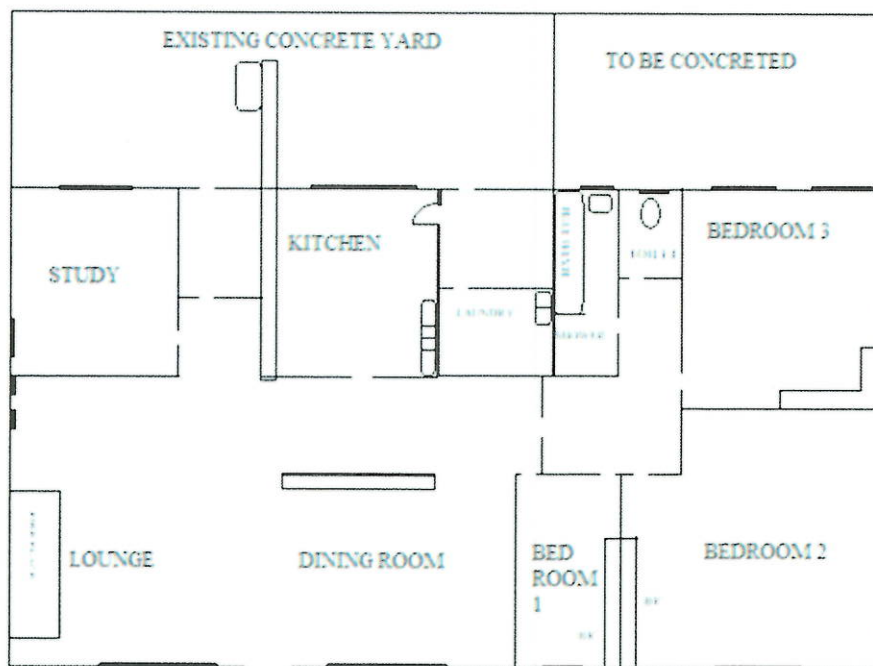 EXISTING CONCRETE YARD
TO BE CONCRETED
KITCHEN
BEDROOM 3
STUDY
TOILET
LAUNDRY
SHOWER
LOUNGE
DINING ROOM
BED
ROOM
1
BEDROOM 2